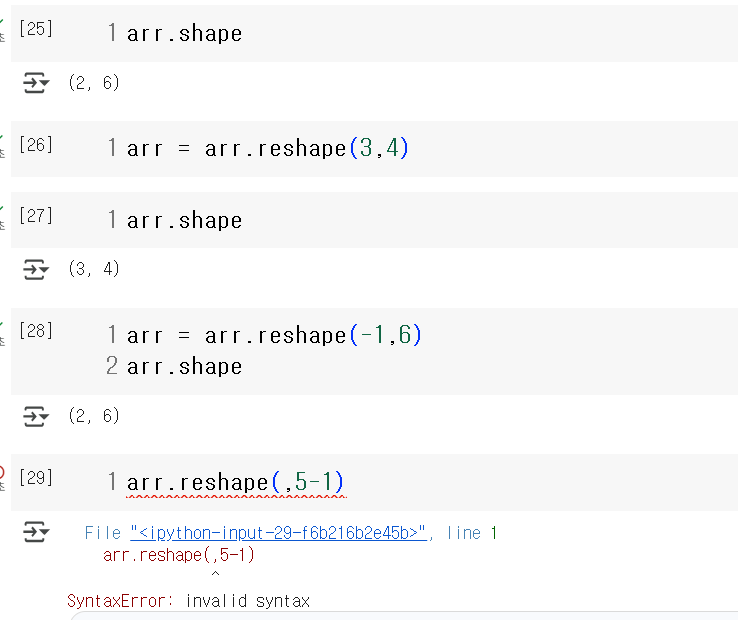 [25] 1 arr.shape
(2, 6)
[26] 1 arr = arr.reshape(3,4)
[27] 1 arr.shape
(3, 4)
[28] 1 arr = arr.reshape(-1,6)
2 arr.shape
(2, 6)
[29] 1 arr.reshape(,5-1)
File "<ipython-input-29-f6b216b2e45b>", line 1
arr.reshape(,5-1)
^
SyntaxError: invalid syntax